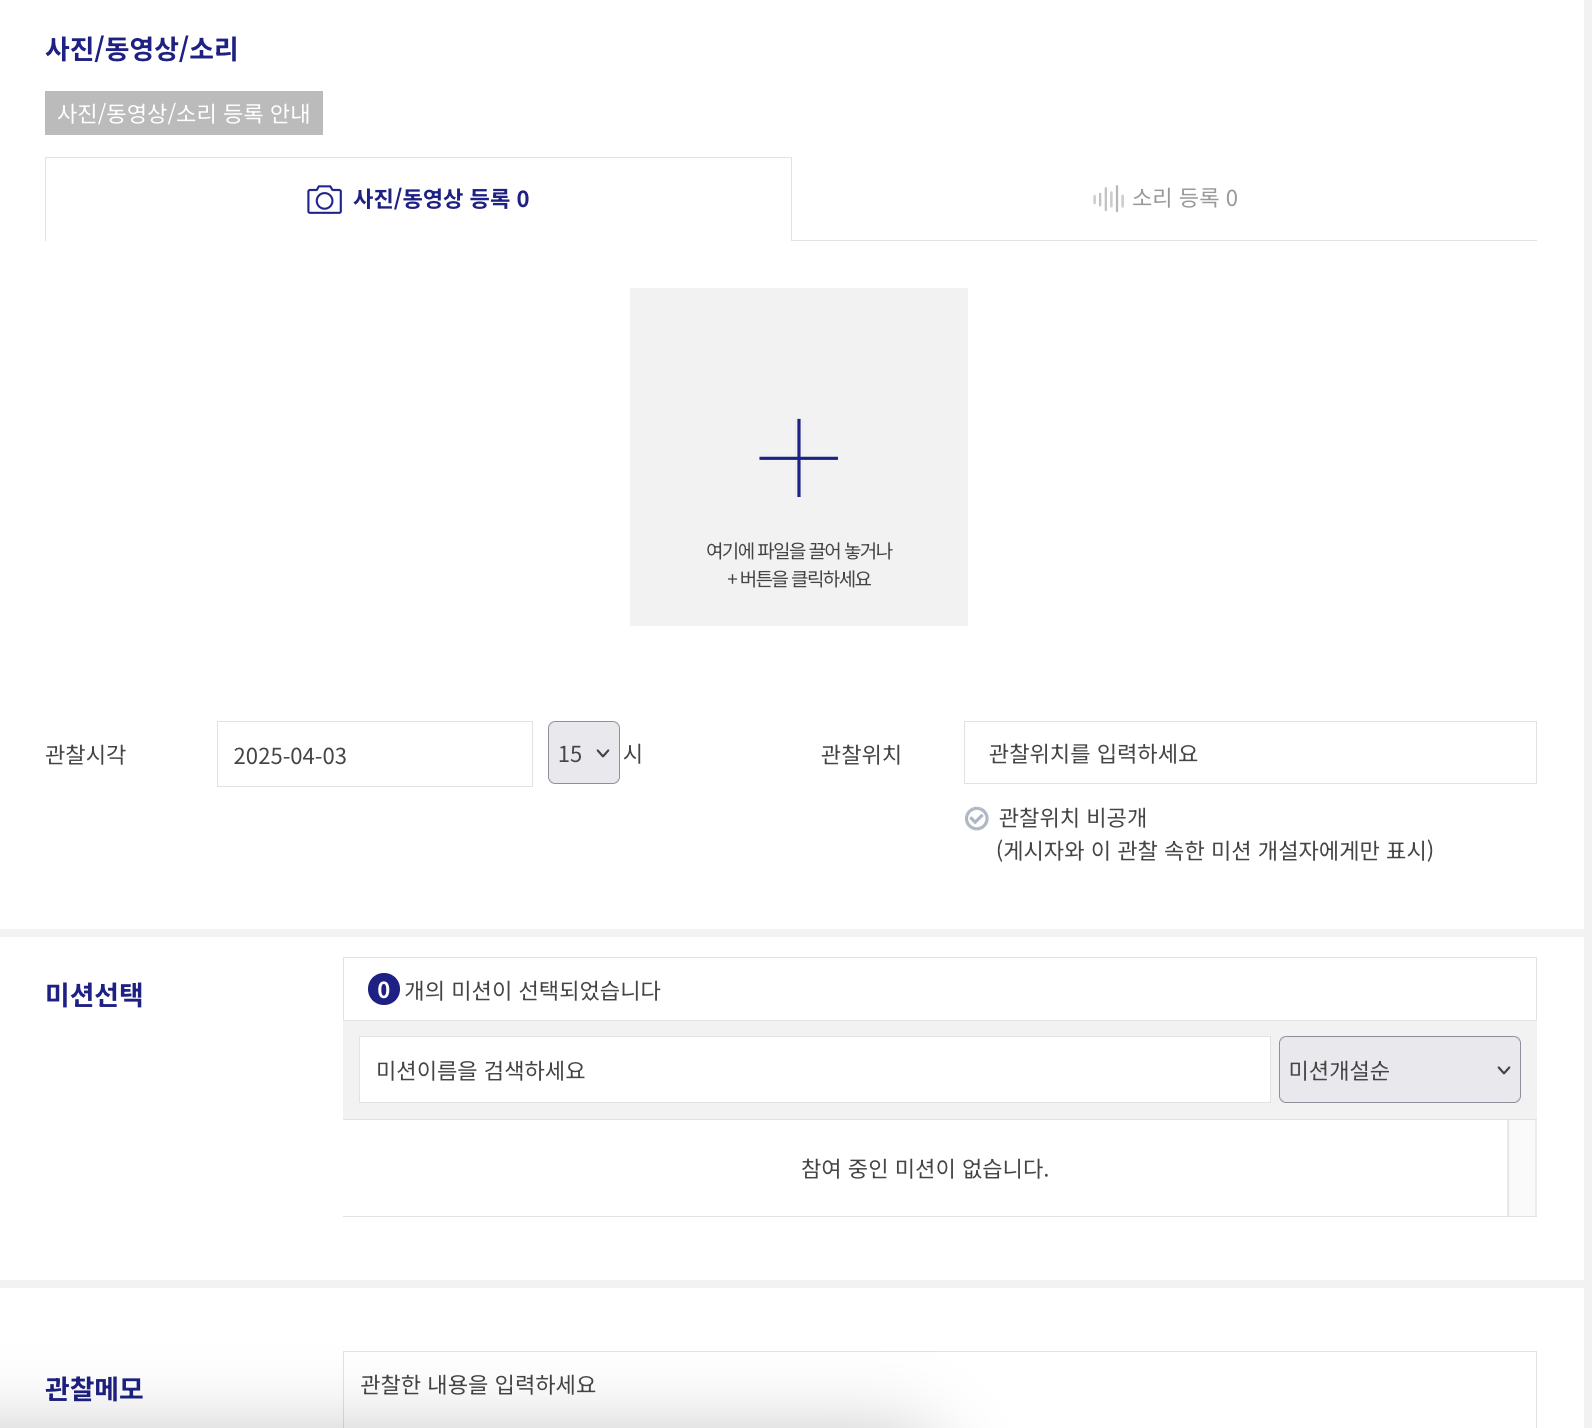 사진/동영상/소리
사진/동영상/소리 등록 안내
사진/동영상 등록 0
소리 등록 0
여기에 파일을 끌어 놓거나
+ 버튼을 클릭하세요
관찰시각
2025-04-03
15
시
관찰위치
관찰위치를 입력하세요
관찰위치 비공개
(게시자와 이 관찰 속한 미션 개설자에게만 표시)
미션선택
0 개의 미션이 선택되었습니다
미션이름을 검색하세요
미션개설순
참여 중인 미션이 없습니다.
관찰메모
관찰한 내용을 입력하세요